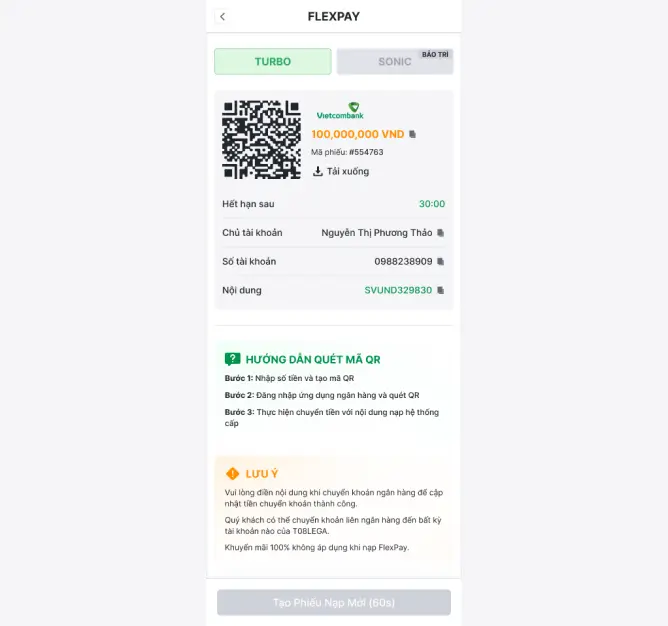 FLEXPAY
TURBO
SONIC
BẢO TRÌ
Vietcombank
100,000,000 VND
Mã phiếu: #554763
Tải xuống
Hết hạn sau
30:00
Chủ tài khoản
Nguyễn Thị Phương Thảo
Số tài khoản
0988238909
Nội dung
SVUND329830
HƯỚNG DẪN QUÉT MÃ QR
Bước 1: Nhập số tiền và tạo mã QR
Bước 2: Đăng nhập ứng dụng ngân hàng và quét QR
Bước 3: Thực hiện chuyển tiền với nội dung nạp hệ thống
cấp
LƯU Ý
Vui lòng điền nội dung khi chuyển khoản ngân hàng để cập
nhật tiền chuyển khoản thành công.
Quý khách có thể chuyển khoản liên ngân hàng đến bất kỳ
tài khoản nào của T08LEGA.
Khuyến mãi 100% không áp dụng khi nạp FlexPay.
Tạo Phiếu Nạp Mới (60s)